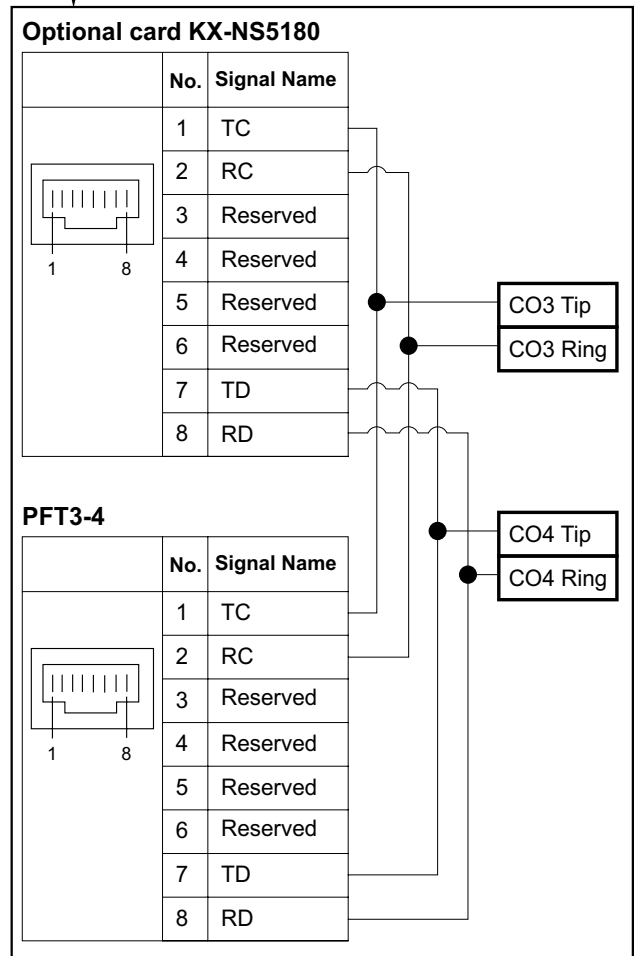 Optional card KX-NS5180
No. Signal Name
1 TC
2 RC
3 Reserved
4 Reserved
5 Reserved
6 Reserved
7 TD
8 RD
1 8
CO3 Tip
CO3 Ring
PFT3-4
No. Signal Name
1 TC
2 RC
3 Reserved
4 Reserved
5 Reserved
6 Reserved
7 TD
8 RD
1 8
CO4 Tip
CO4 Ring